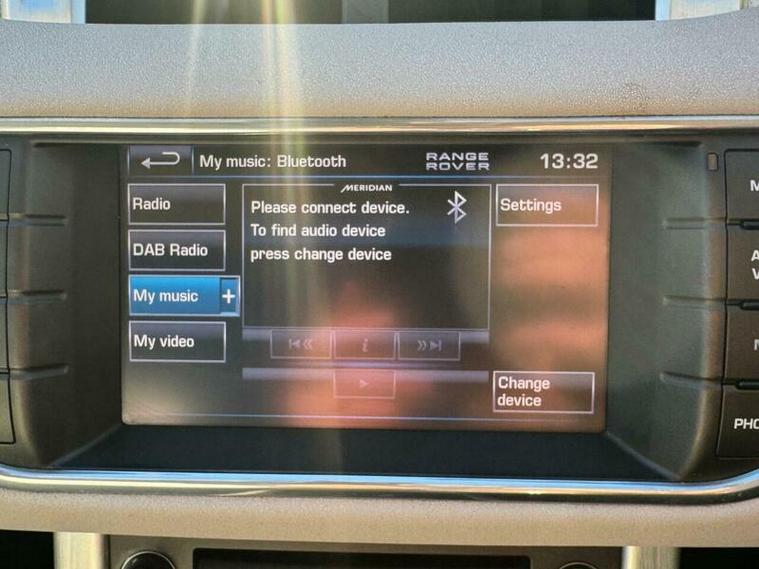 My music: Bluetooth
RANGE
ROVER
13:32
Radio
DAB Radio
My music +
My video
MERIDIAN
Please connect device.
To find audio device
press change device
i
Settings
Change
device